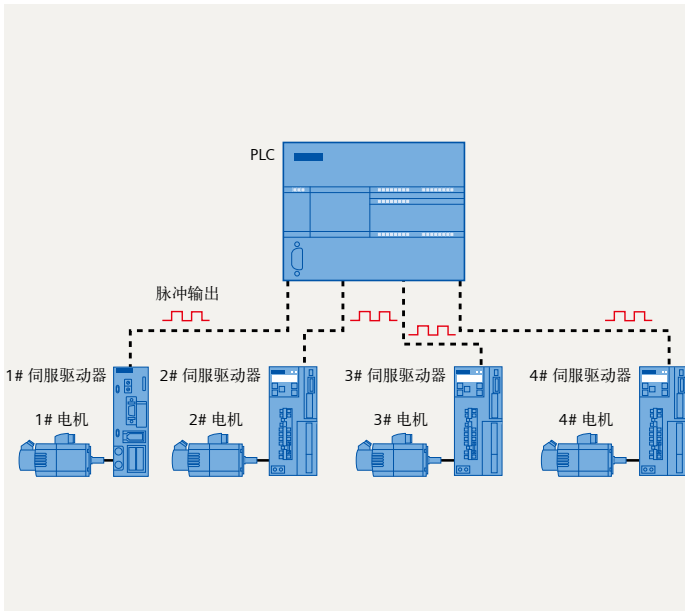 PLC
脉冲输出
1# 伺服驱动器
2# 伺服驱动器
3# 伺服驱动器
4# 伺服驱动器
1# 电机
2# 电机
3# 电机
4# 电机